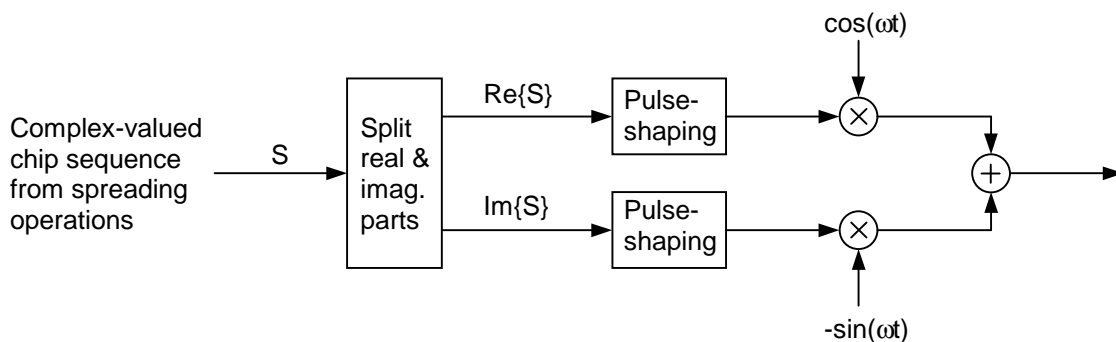 cos(ωt)
Complex-valued
chip sequence
from spreading
operations
S
Split
real &
imag.
parts
Re{S}
Im{S}
Pulse-
shaping
Pulse-
shaping
-sin(ωt)